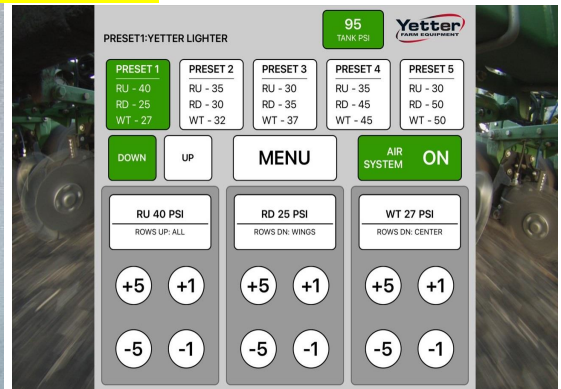 95
TANK PSI
Yetter
FARM EQUIPMENT
PRESET1:YETTER LIGHTER
PRESET 1
RU - 40
RD - 25
WT - 27
PRESET 2
RU - 35
RD - 30
WT - 32
PRESET 3
RU - 30
RD - 35
WT - 37
PRESET 4
RD - 35
RD - 45
WT - 45
PRESET 5
RU - 30
RD - 50
WT - 50
DOWN
UP
MENU
AIR
SYSTEM
ON
RU 40 PSI
ROWS UP: ALL
RD 25 PSI
ROWS DN: WINGS
WT 27 PSI
ROWS DN: CENTER
+5 +1
+5 +1
+5 +1
-5 -1
-5 -1
-5 -1